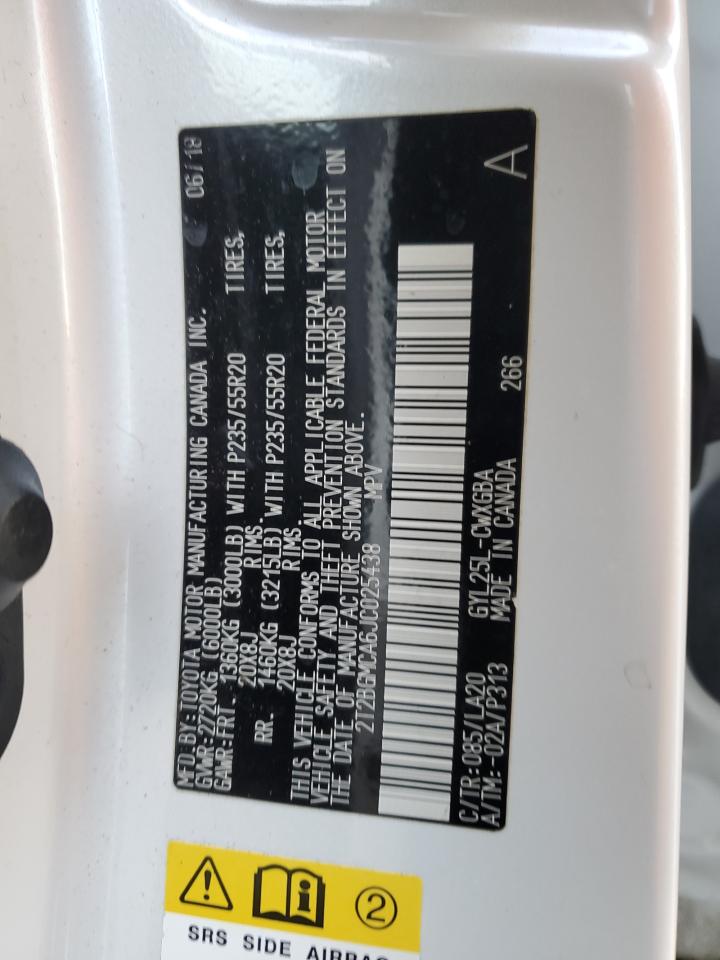 MFD BY:TOYOTA MOTOR MANUFACTURING CANADA INC. 06/18
GVWR:2720KG (6000LB)
GAWR:FRT. 1360KG (3000LB) WITH P235/55R20 TIRES,
20X8J RIMS.
RR. 1460KG (3215LB) WITH P235/55R20 TIRES,
20X8J RIMS.
THIS VEHICLE CONFORMS TO ALL APPLICABLE FEDERAL MOTOR
VEHICLE SAFETY AND THEFT PREVENTION STANDARDS IN EFFECT ON
THE DATE OF MANUFACTURE SHOWN ABOVE.
2T2BGMCA6JC025438 MPV
C/TR:085/LA20 GYL25L-CWXGBA 266 A
A/TM:-02A/P313 MADE IN CANADA
2
SRS SIDE AIRBAG